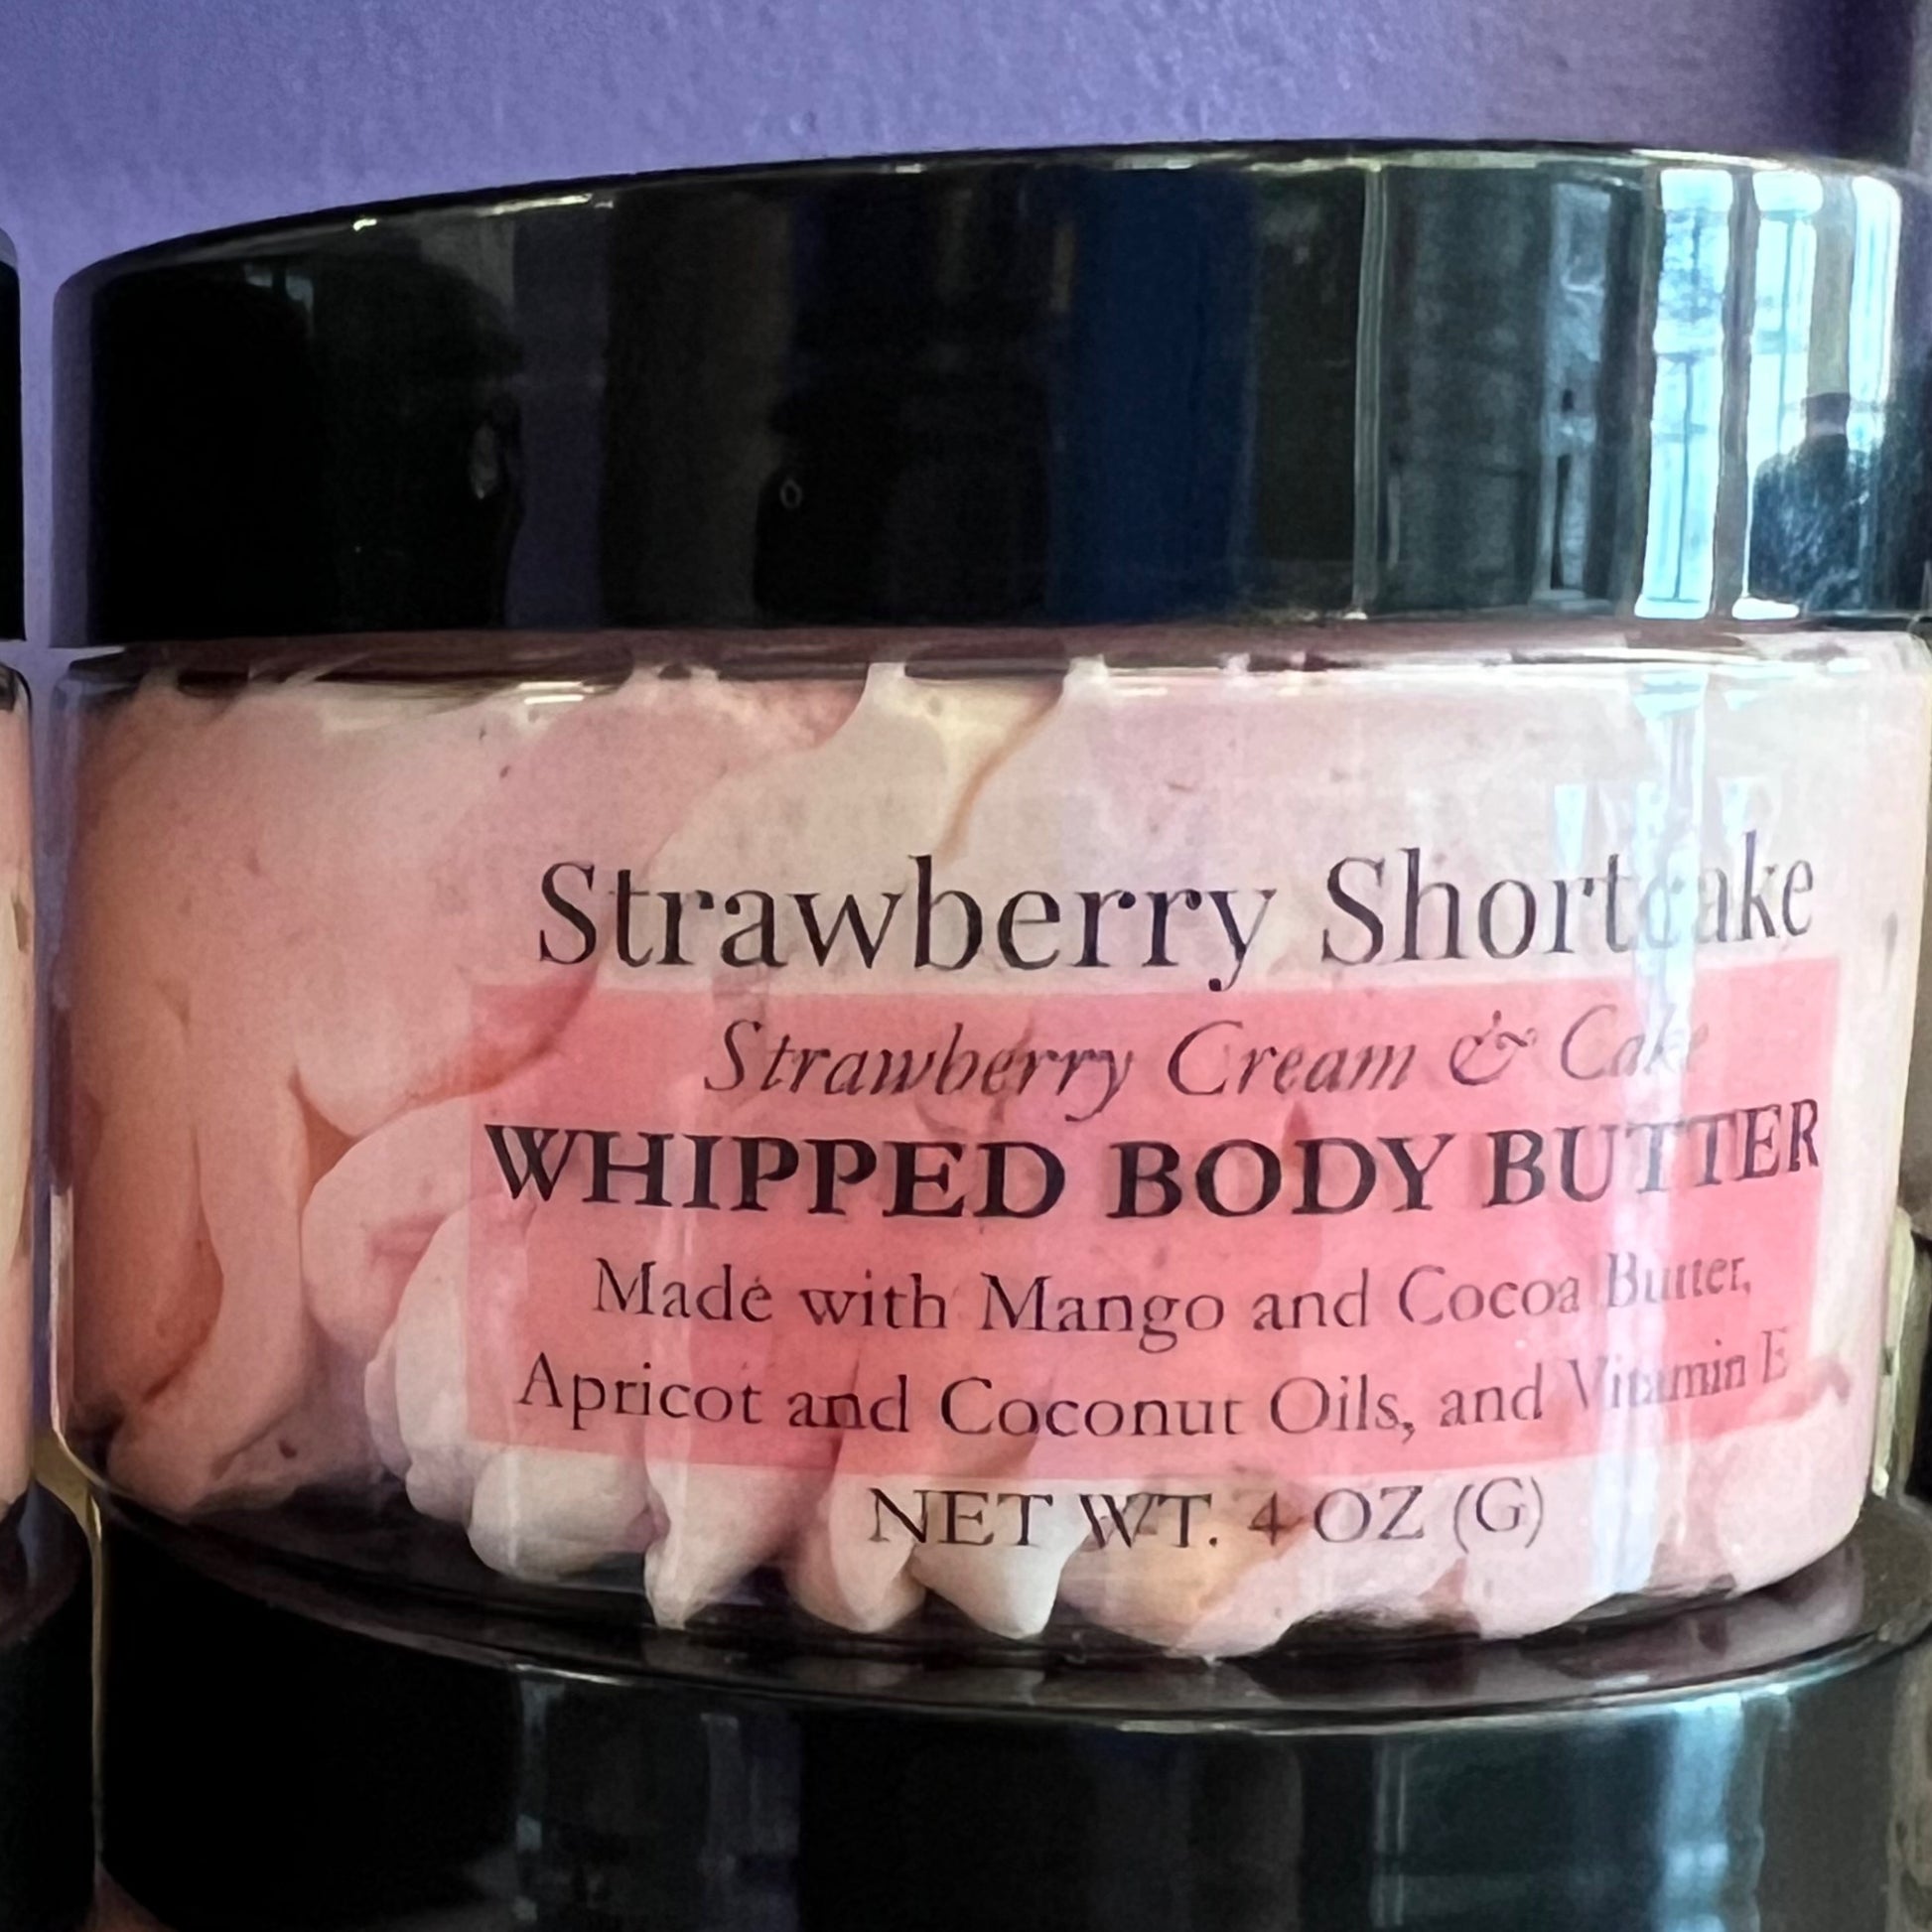 Strawberry Shortcake
Strawberry Cream & Cake
WHIPPED BODY BUTTER
Made with Mango and Cocoa Butter,
Apricot and Coconut Oils, and Vitamin E
NET WT. 4 OZ (G)